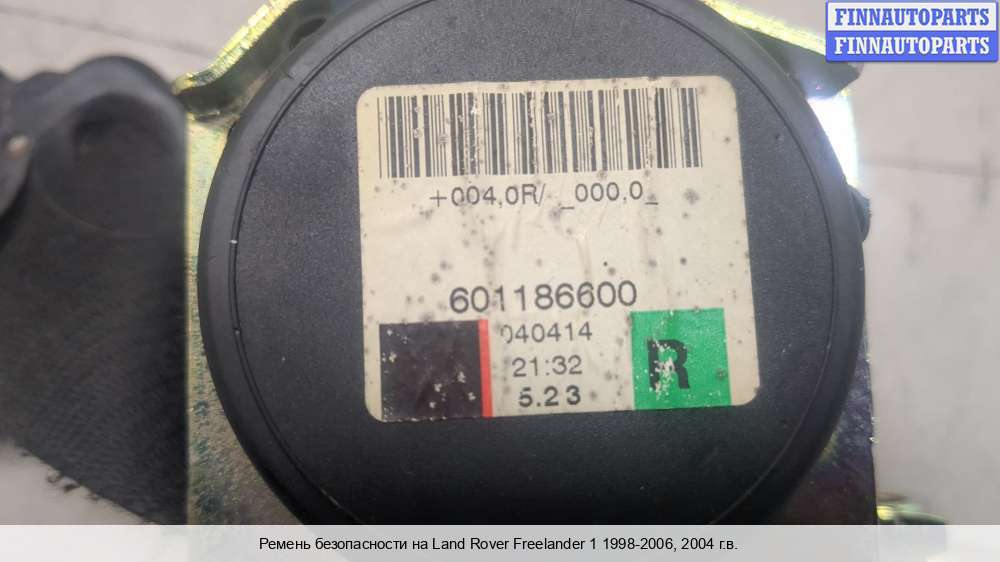 FINNAUTOPARTS
FINNAUTOPARTS
+004,0R/ _000,0_
601186600
040414
21:32
R
5.23
Ремень безопасности на Land Rover Freelander 1 1998-2006, 2004 г.в.